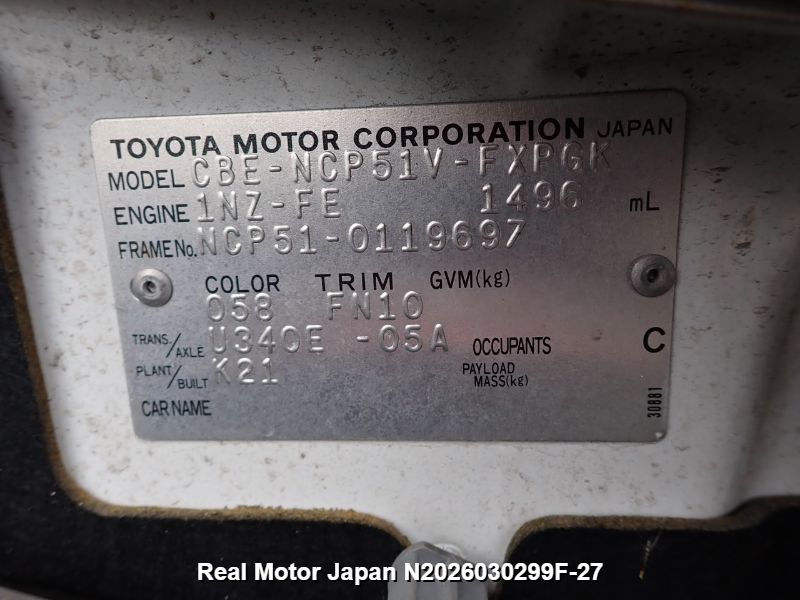 TOYOTA MOTOR CORPORATION JAPAN
MODEL CBE-NCP51V-FXPGK
ENGINE 1NZ-FE 1496 mL
FRAME No. NCP51-0119697
COLOR TRIM GVM(kg)
058 FN10
TRANS./AXLE U340E -05A OCCUPANTS C
PLANT/BUILT K21 PAYLOAD MASS(kg)
CAR NAME
30881
Real Motor Japan N2026030299F-27